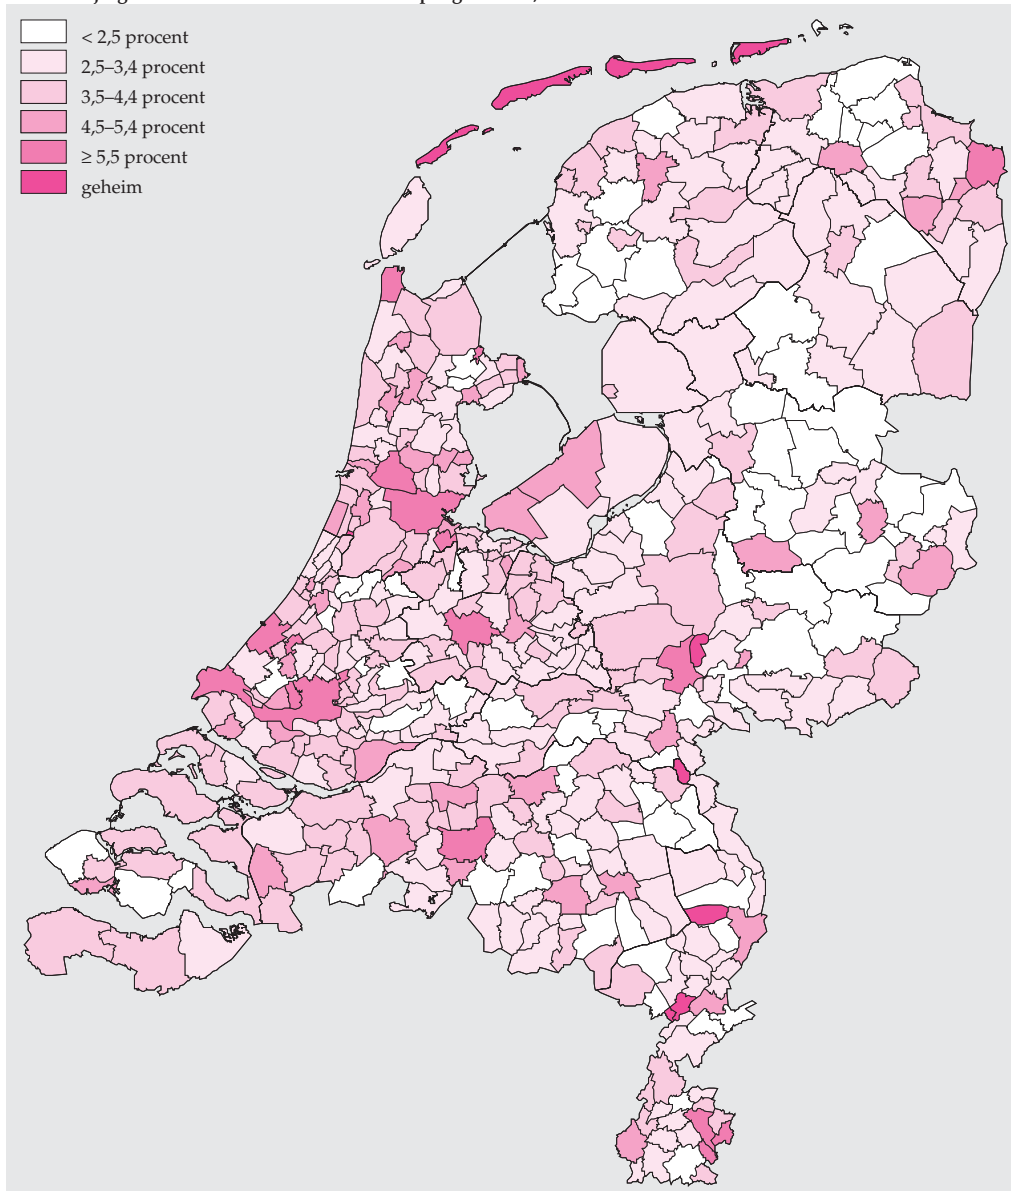 < 2,5 procent
2,5–3,4 procent
3,5–4,4 procent
4,5–5,4 procent
≥ 5,5 procent
geheim